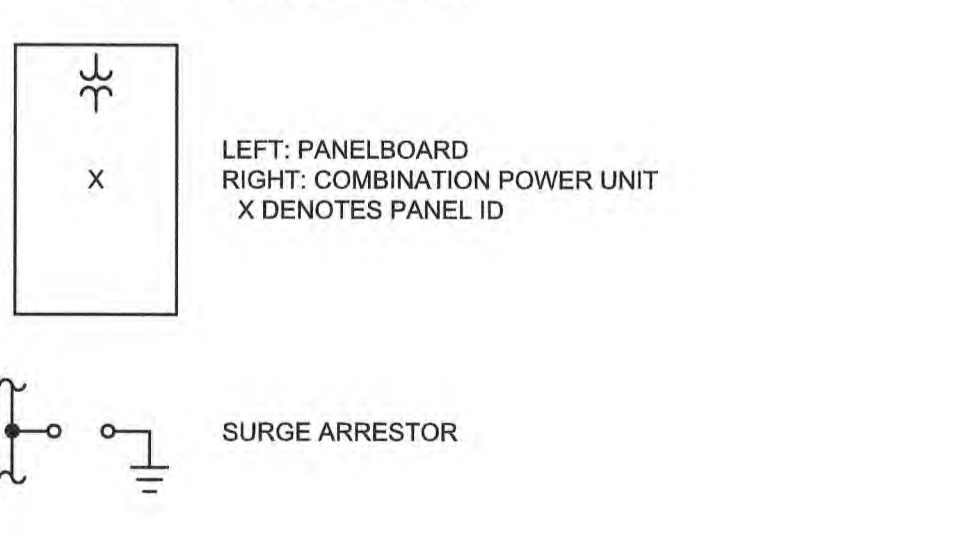 X
LEFT: PANELBOARD
RIGHT: COMBINATION POWER UNIT
X DENOTES PANEL ID
SURGE ARRESTOR